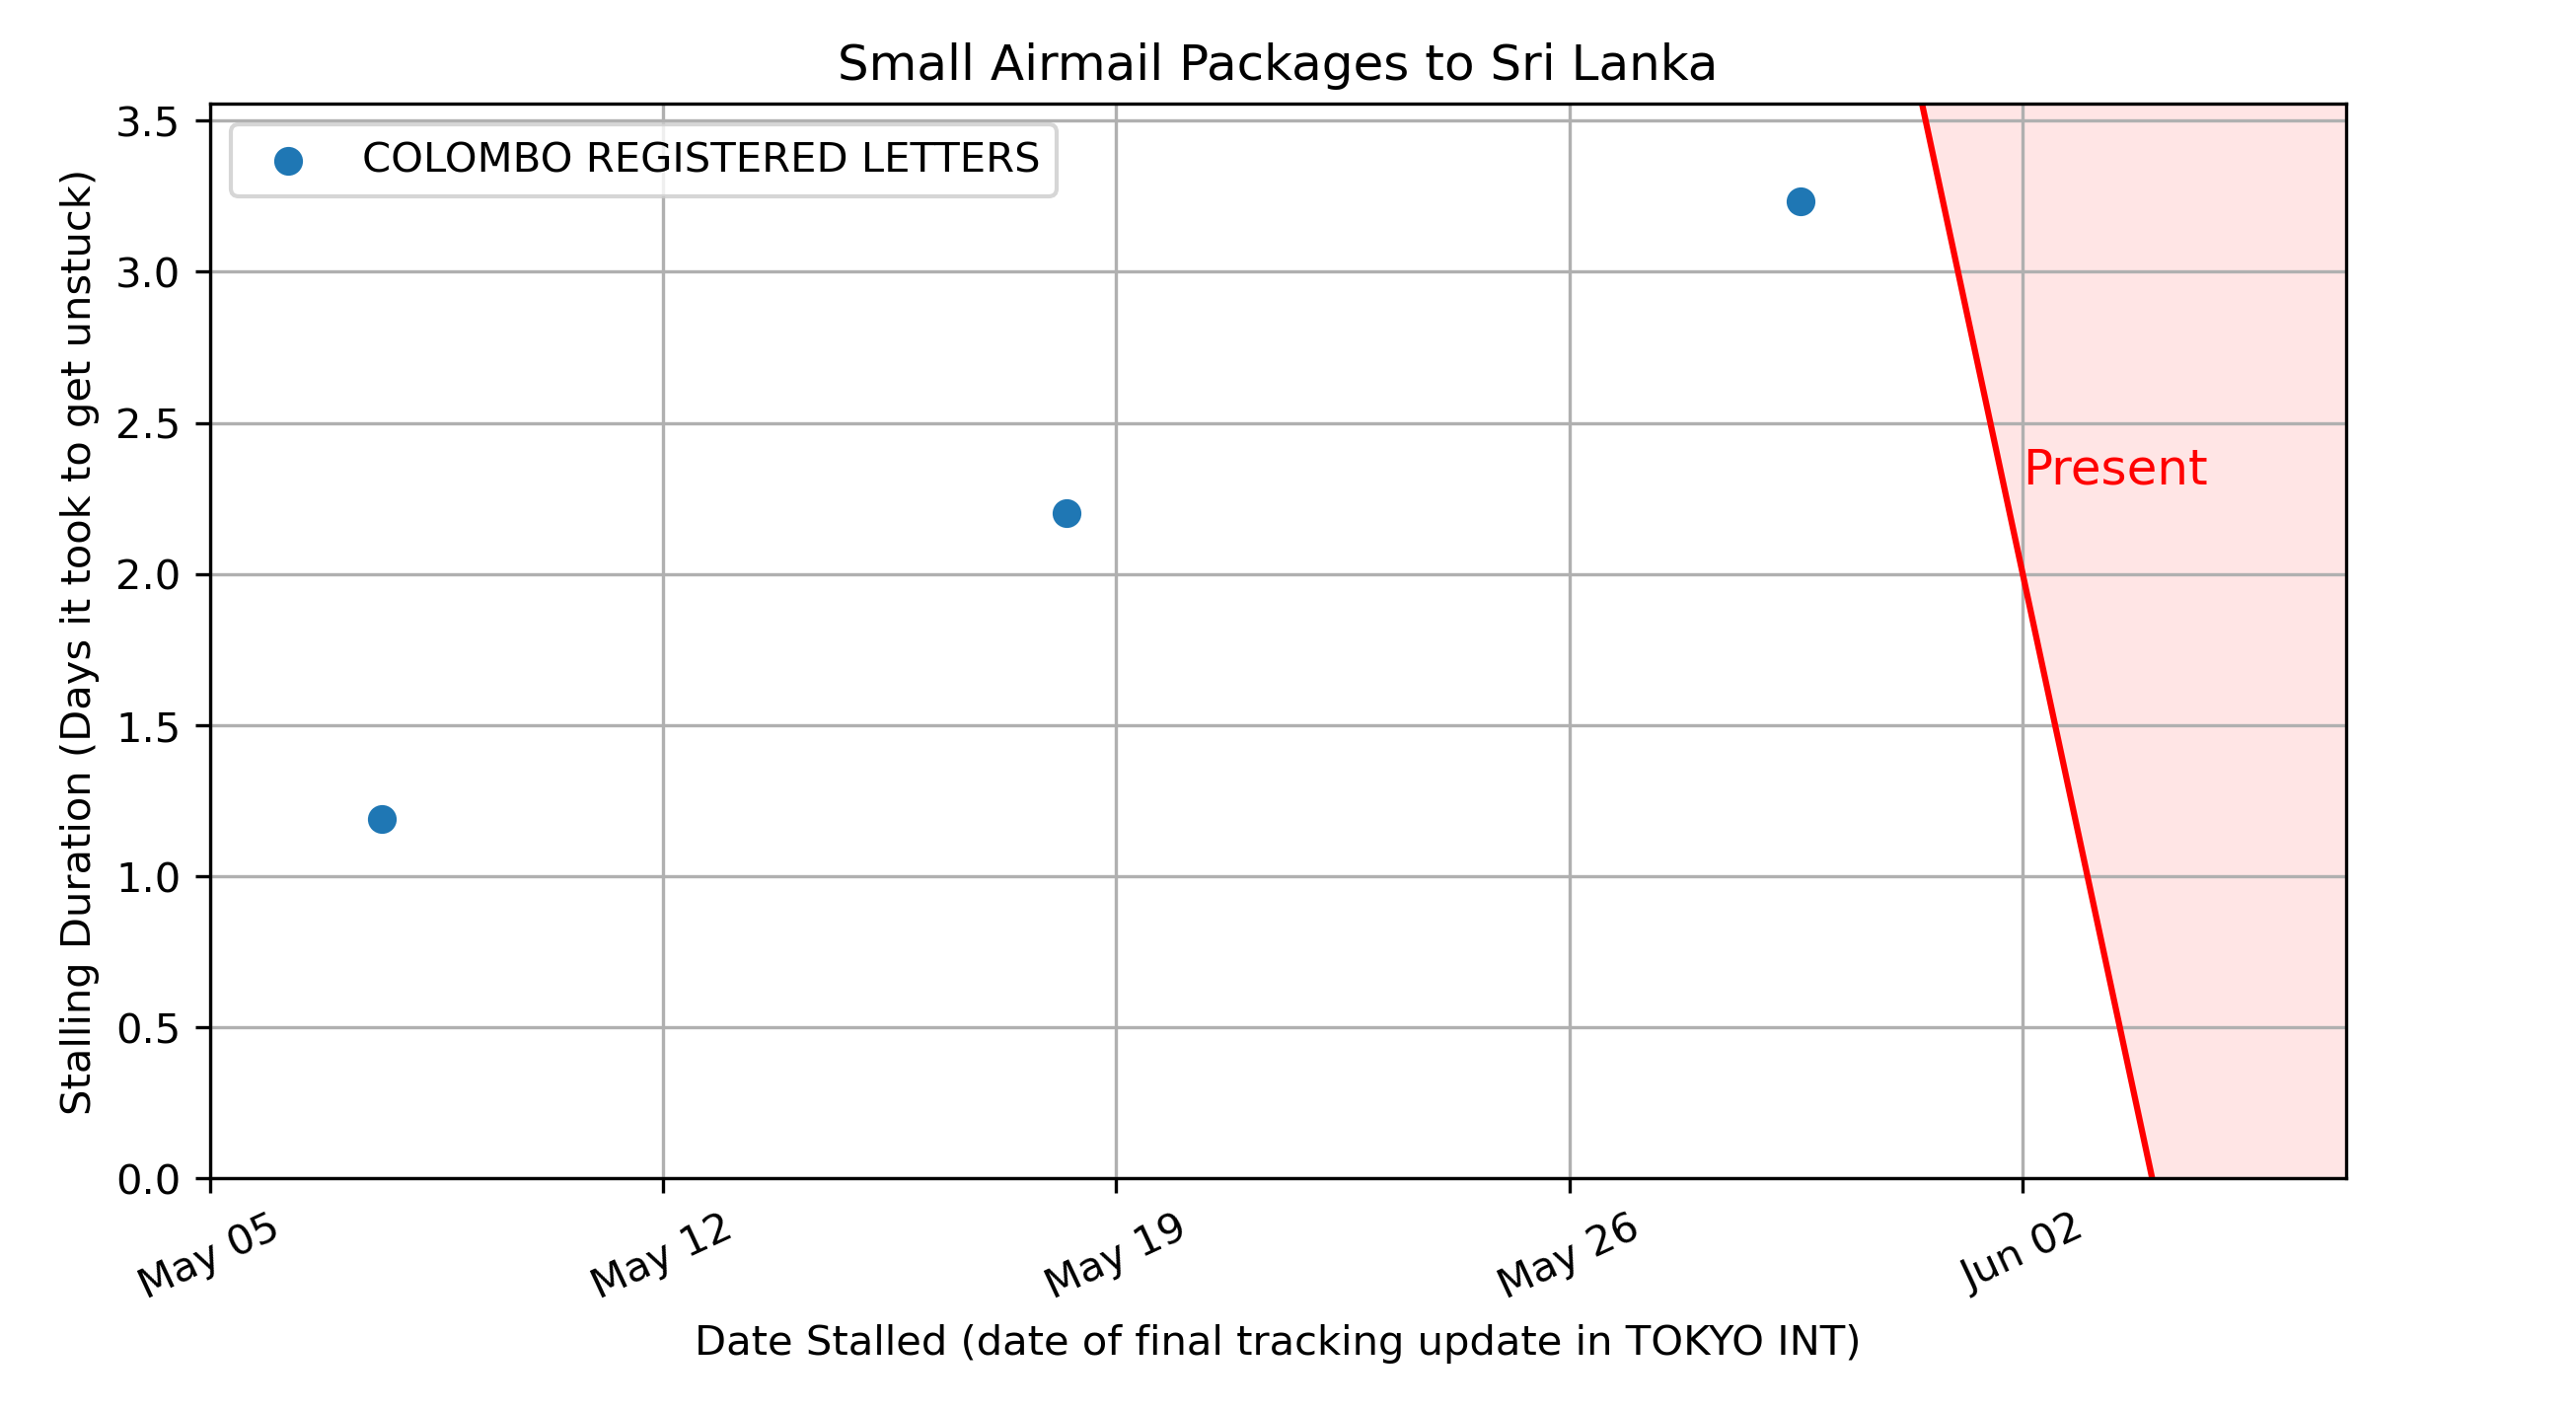 Small Airmail Packages to Sri Lanka
COLOMBO REGISTERED LETTERS
Stalling Duration (Days it took to get unstuck)
3.5
3.0
2.5
2.0
1.5
1.0
0.5
0.0
Present
May 05
May 12
May 19
May 26
Jun 02
Date Stalled (date of final tracking update in TOKYO INT)